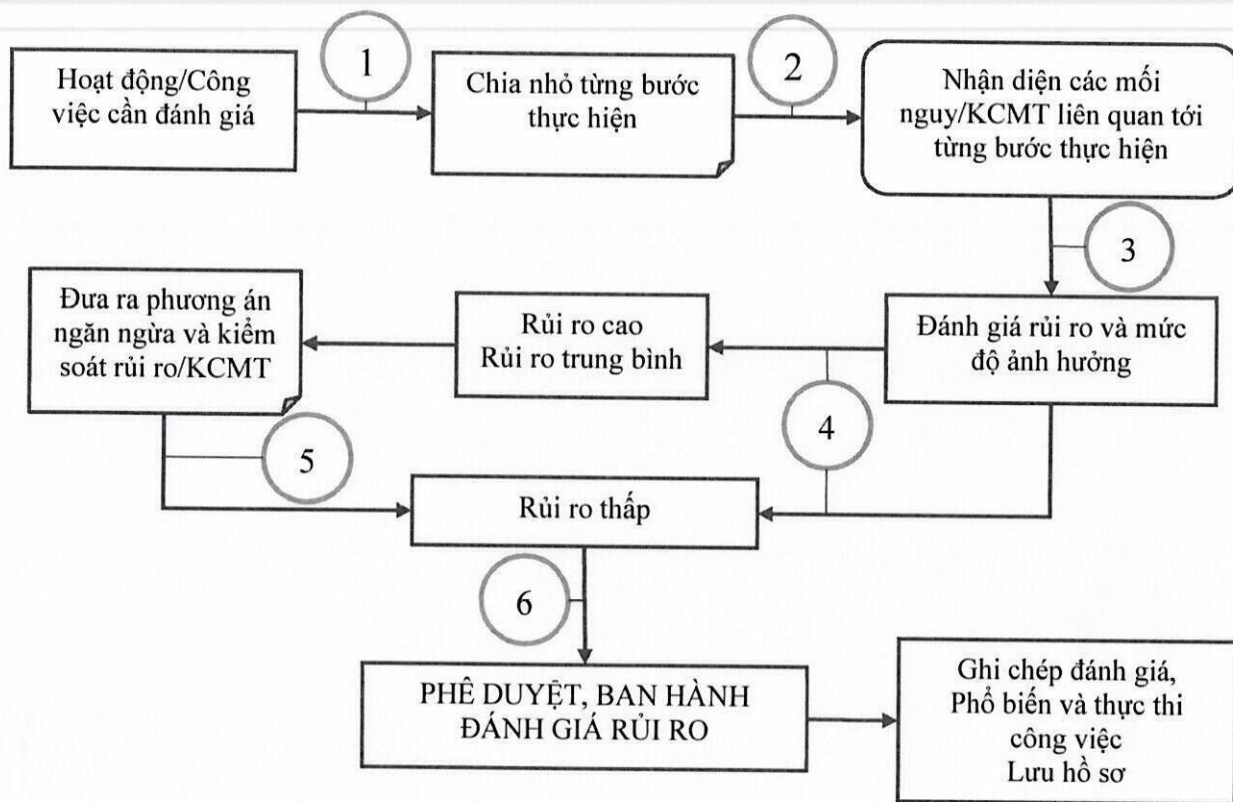 Hoạt động/Công
việc cần đánh giá
1
Chia nhỏ từng bước
thực hiện
2
Nhận diện các mối
nguy/KCMT liên quan tới
từng bước thực hiện
3
Đánh giá rủi ro và mức
độ ảnh hưởng
4
Rủi ro cao
Rủi ro trung bình
Đưa ra phương án
ngăn ngừa và kiểm
soát rủi ro/KCMT
5
Rủi ro thấp
6
PHÊ DUYỆT, BAN HÀNH
ĐÁNH GIÁ RỦI RO
Ghi chép đánh giá,
Phổ biến và thực thi
công việc
Lưu hồ sơ